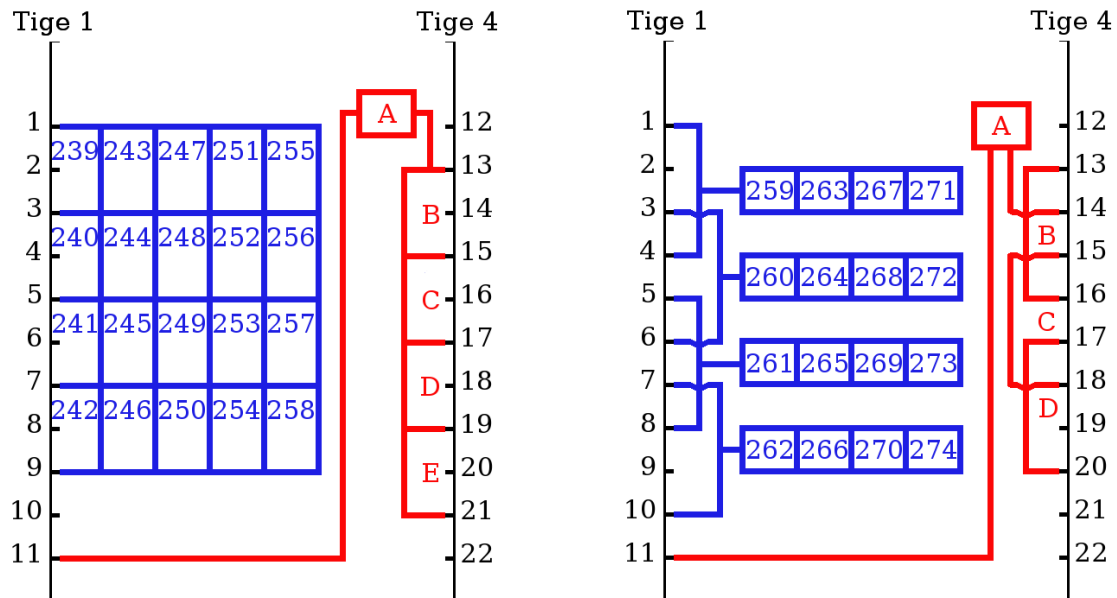 Tige 1 Tige 4
A
1 12
239 243 247 251 255
2 13
3 B 14
240 244 248 252 256
4 15
5 C 16
241 245 249 253 257
6 17
7 D 18
242 246 250 254 258
8 19
9 E 20
10 21
11 22
Tige 1 Tige 4
1 A 12
2 13
259 263 267 271
3 14
B
4 15
260 264 268 272
5 16
C
6 17
261 265 269 273
7 18
D
8 19
262 266 270 274
9 20
10 21
11 22